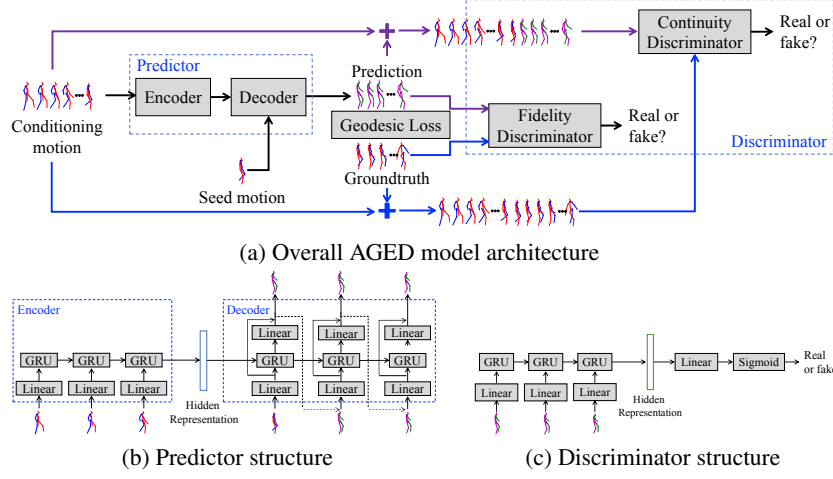 Continuity
Discriminator
Real or
fake?
Predictor
Encoder
Decoder
Prediction
Conditioning
motion
Geodesic Loss
Fidelity
Discriminator
Real or
fake?
Discriminator
Seed motion
Groundtruth
(a) Overall AGED model architecture
Encoder
Decoder
Linear
Linear
Linear
GRU
GRU
GRU
GRU
GRU
GRU
Linear
Linear
Linear
Linear
Linear
Linear
Hidden
Representation
(b) Predictor structure
GRU
GRU
GRU
Linear
Sigmoid
Real
or fake?
Linear
Linear
Linear
Hidden
Representation
(c) Discriminator structure